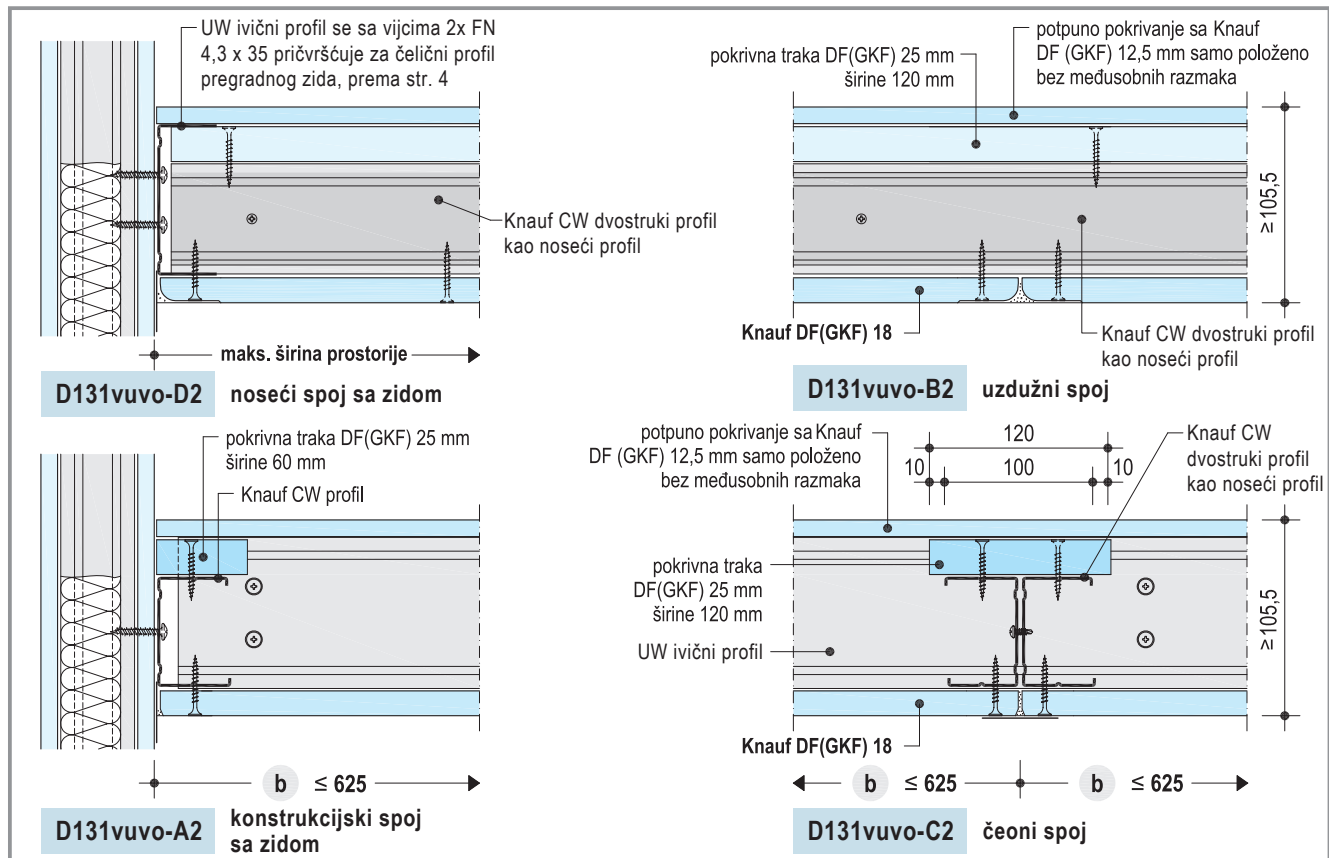 UW ivični profil se sa vijcima 2x FN
4,3 x 35 pričvršćuje za čelični profil
pregradnog zida, prema str. 4
Knauf CW dvostruki profil
kao noseći profil
maks. širina prostorije
D131vuvo-D2 noseći spoj sa zidom
pokrivna traka DF(GKF) 25 mm
širine 120 mm
potpuno pokrivanje sa Knauf
DF (GKF) 12,5 mm samo položeno
bez međusobnih razmaka
≥105,5
Knauf DF(GKF) 18
Knauf CW dvostruki profil
kao noseći profil
D131vuvo-B2 uzdužni spoj
pokrivna traka DF(GKF) 25 mm
širine 60 mm
Knauf CW profil
b ≤ 625
D131vuvo-A2 konstrukcijski spoj
sa zidom
potpuno pokrivanje sa Knauf
DF (GKF) 12,5 mm samo položeno
bez međusobnih razmaka
120
10 100 10
Knauf CW
dvostruki profil
kao noseći profil
pokrivna traka
DF(GKF) 25 mm
širine 120 mm
UW ivični profil
≥105,5
Knauf DF(GKF) 18
b ≤ 625 b ≤ 625
D131vuvo-C2 čeoni spoj